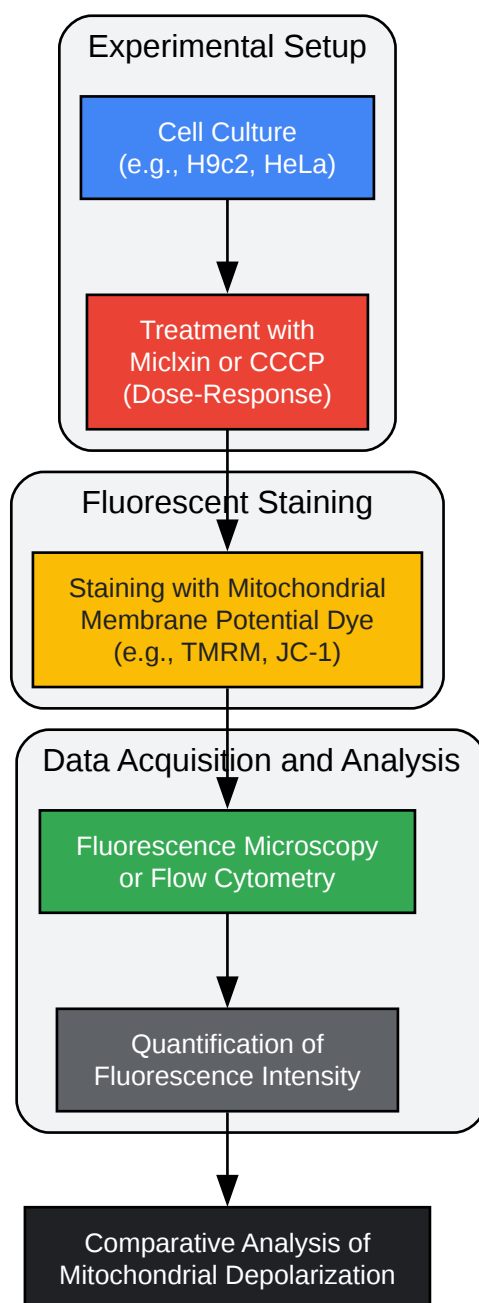 Experimental Setup
Cell Culture
(e.g., H9c2, HeLa)
Treatment with
Miclxin or CCCP
(Dose-Response)
Fluorescent Staining
Staining with Mitochondrial
Membrane Potential Dye
(e.g., TMRM, JC-1)
Data Acquisition and Analysis
Fluorescence Microscopy
or Flow Cytometry
Quantification of
Fluorescence Intensity
Comparative Analysis of
Mitochondrial Depolarization